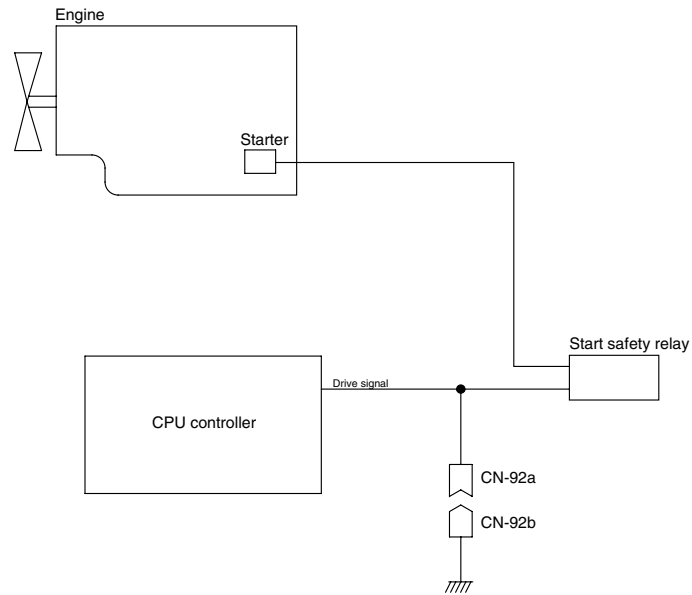 Engine
Starter
Start safety relay
Drive signal
CPU controller
CN-92a
CN-92b